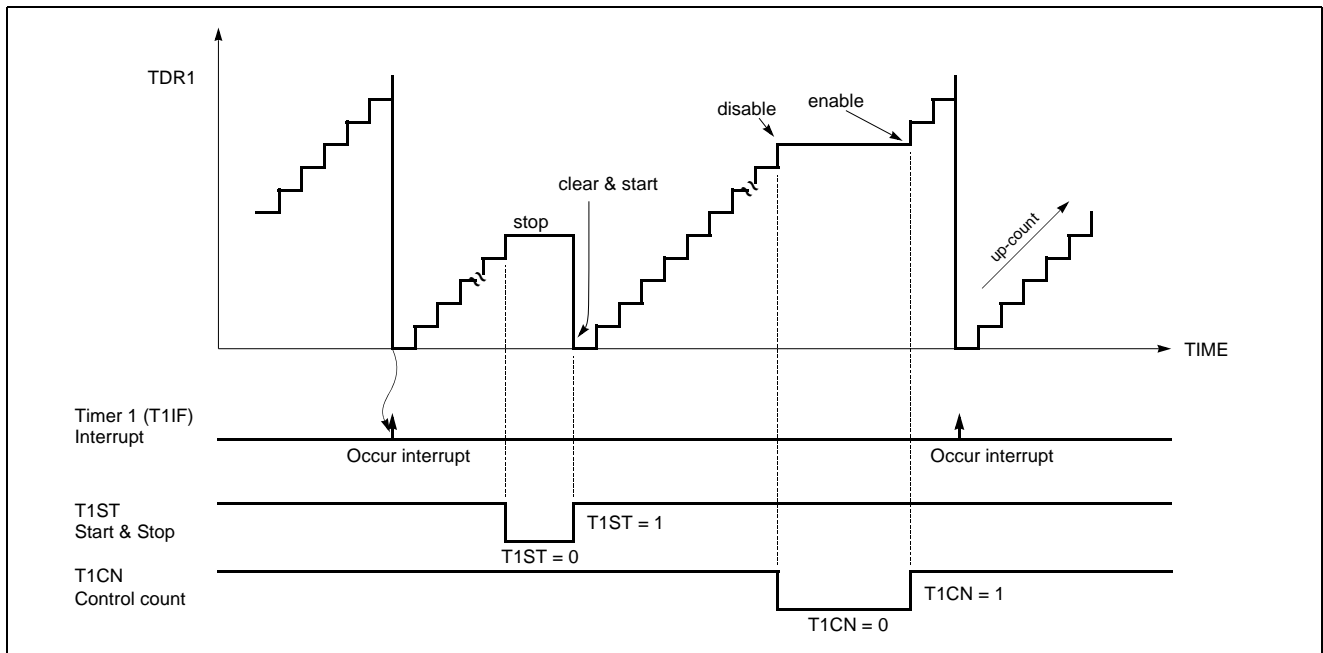 TDR1
disable
enable
clear & start
stop
up-count
TIME
Timer 1 (T1IF)
Interrupt
Occur interrupt
Occur interrupt
T1ST
Start & Stop
T1ST = 1
T1ST = 0
T1CN
Control count
T1CN = 1
T1CN = 0